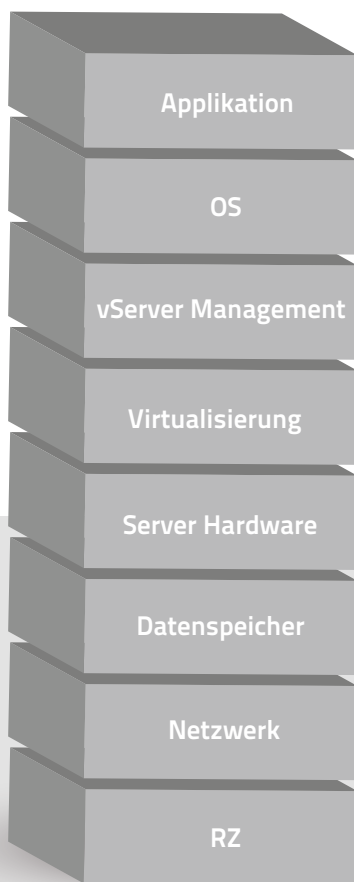 Applikation
OS
vServer Management
Virtualisierung
Server Hardware
Datenspeicher
Netzwerk
RZ